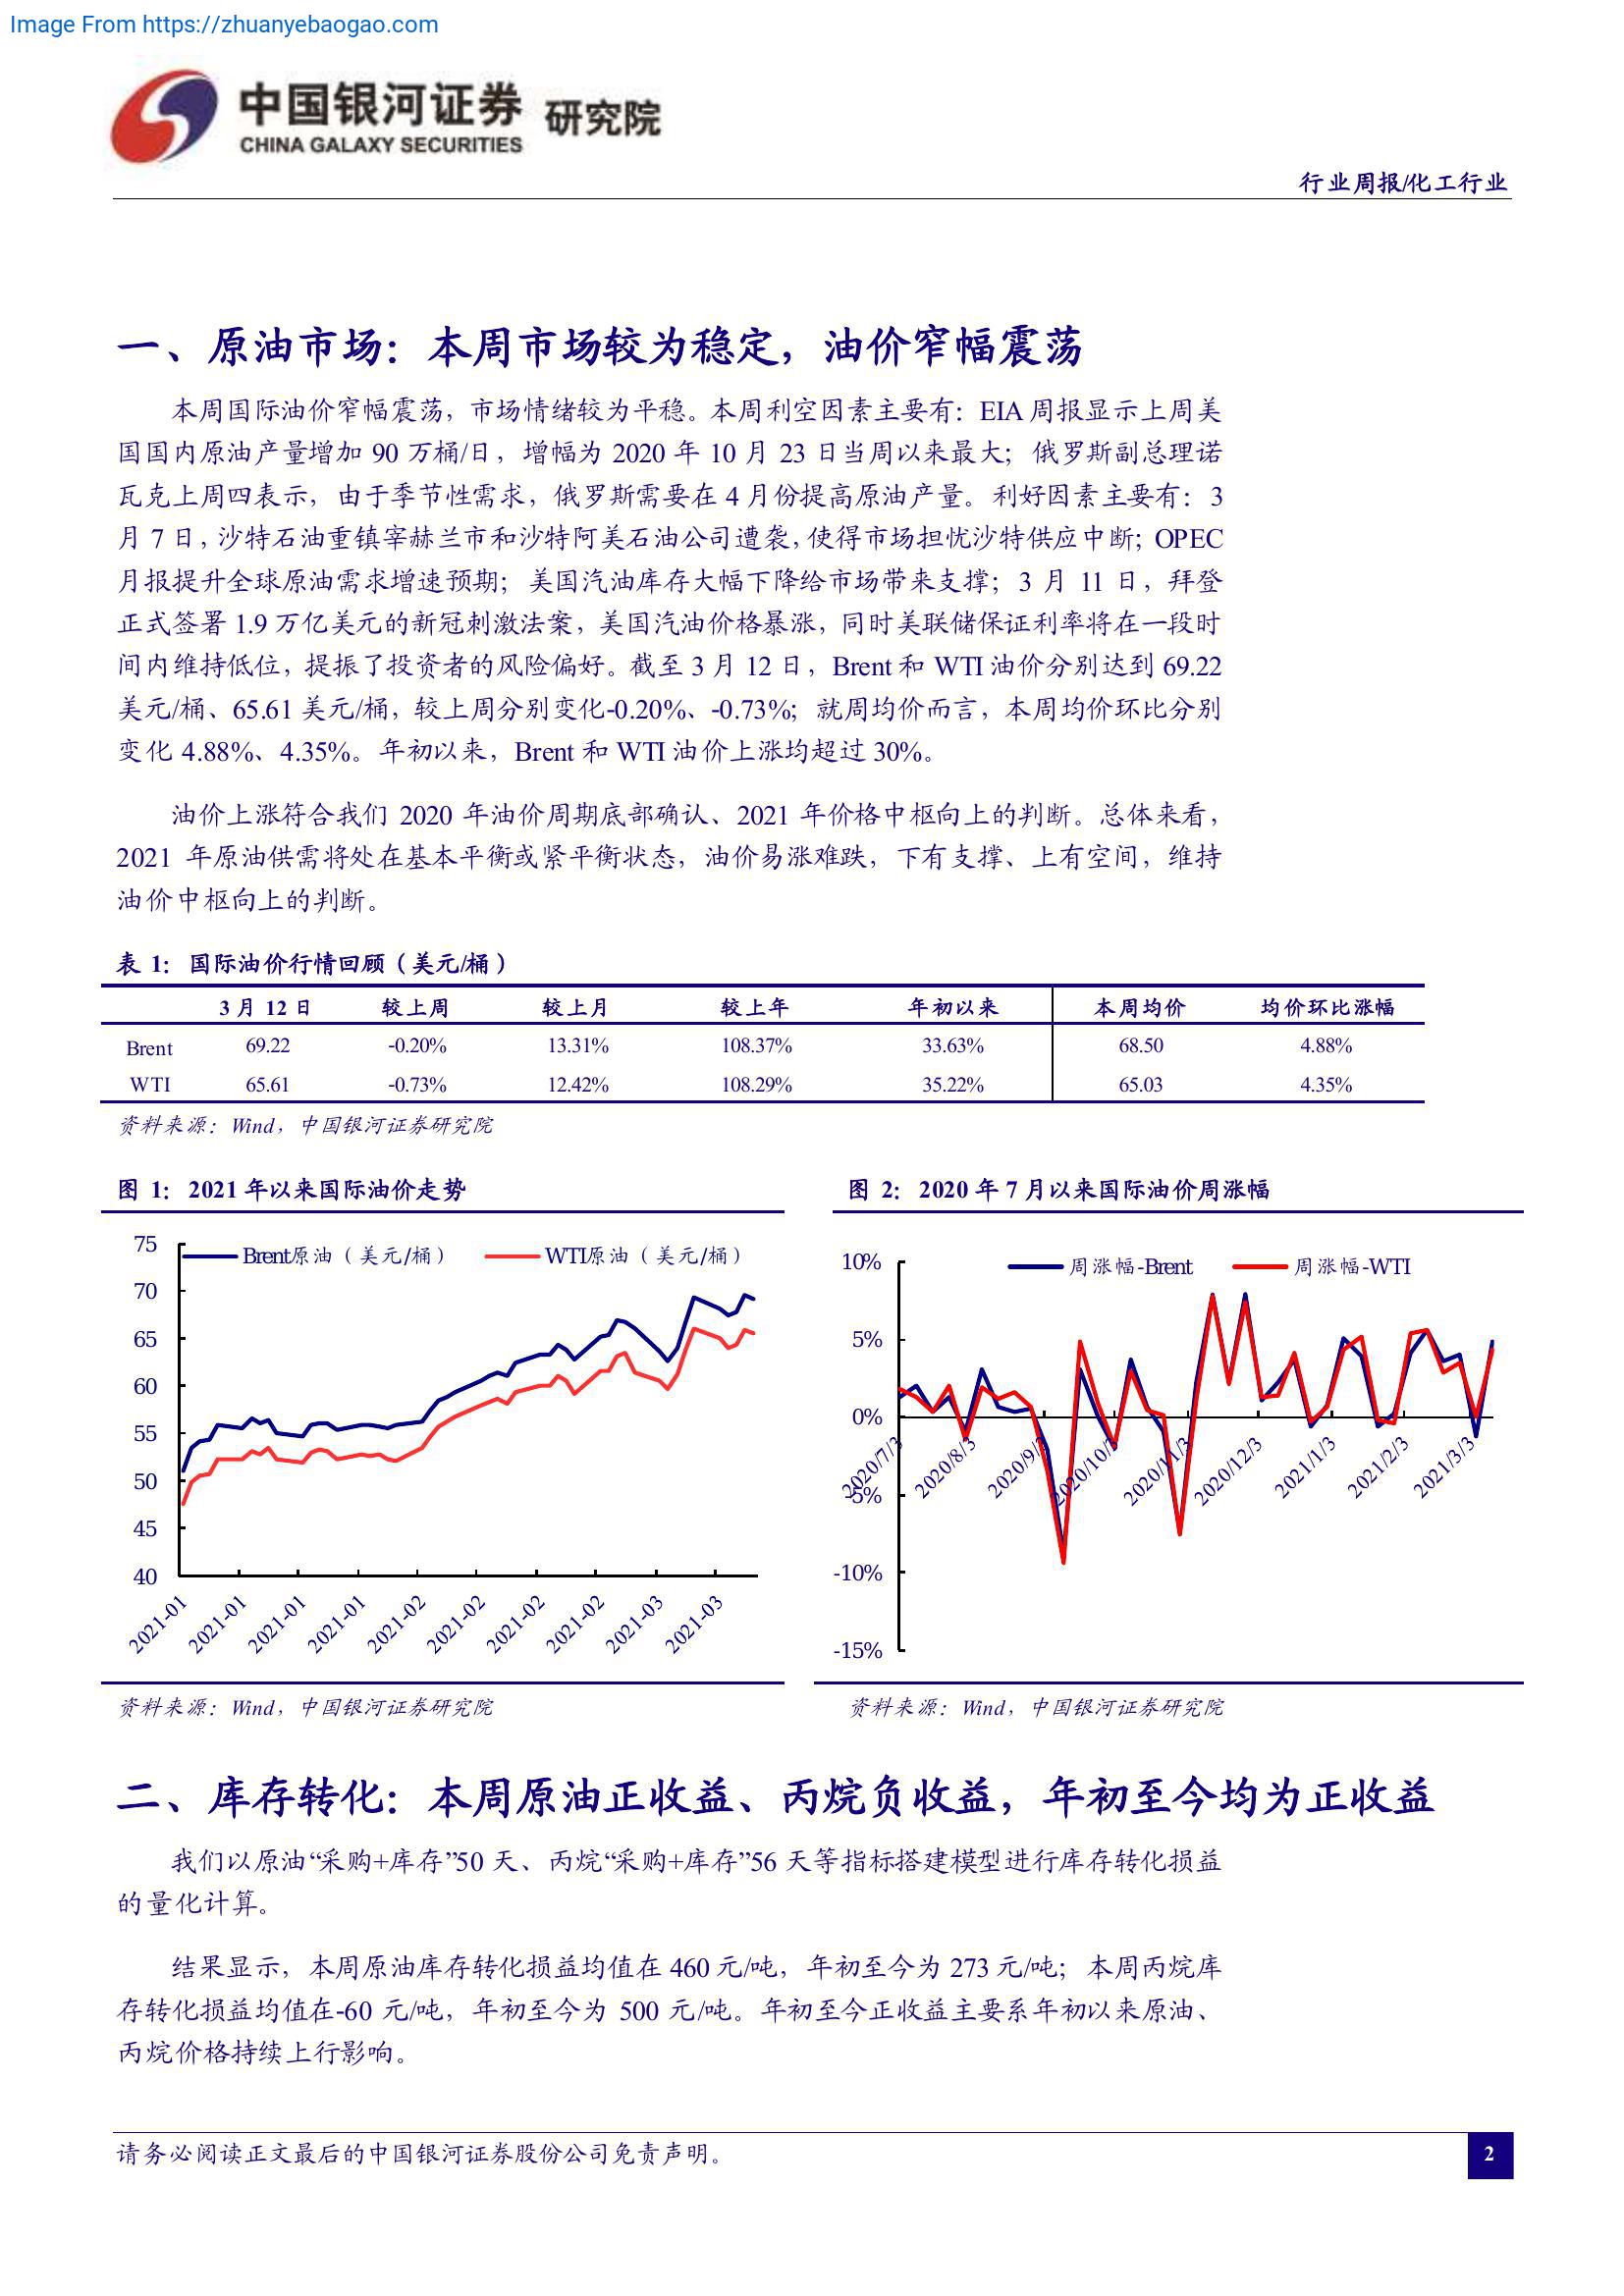 Image From https://zhuanyebaogao.com
中国银河证券 研究院
CHINA GALAXY SECURITIES
行业周报/化工行业
一、原油市场：本周市场较为稳定，油价窄幅震荡
本周国际油价窄幅震荡，市场情绪较为平稳。本周利空因素主要有：EIA 周报显示上周美
国国内原油产量增加 90 万桶/日，增幅为 2020 年 10 月 23 日当周以来最大；俄罗斯副总理诺
瓦克上周四表示，由于季节性需求，俄罗斯需要在 4 月份提高原油产量。利好因素主要有：3
月 7 日，沙特石油重镇宰赫兰市和沙特阿美石油公司遭袭，使得市场担忧沙特供应中断；OPEC
月报提升全球原油需求增速预期；美国汽油库存大幅下降给市场带来支撑；3 月 11 日，拜登
正式签署 1.9 万亿美元的新冠刺激法案，美国汽油价格暴涨，同时美联储保证利率将在一段时
间内维持低位，提振了投资者的风险偏好。截至 3 月 12 日，Brent 和 WTI 油价分别达到 69.22
美元/桶、65.61 美元/桶，较上周分别变化-0.20%、-0.73%；就周均价而言，本周均价环比分别
变化 4.88%、4.35%。年初以来，Brent 和 WTI 油价上涨均超过 30%。
油价上涨符合我们 2020 年油价周期底部确认、2021 年价格中枢向上的判断。总体来看，
2021 年原油供需将处在基本平衡或紧平衡状态，油价易涨难跌，下有支撑、上有空间，维持
油价中枢向上的判断。
表 1：国际油价行情回顾（美元/桶）
3 月 12 日 较上周 较上月 较上年 年初以来 本周均价 均价环比涨幅
Brent 69.22 -0.20% 13.31% 108.37% 33.63% 68.50 4.88%
WTI 65.61 -0.73% 12.42% 108.29% 35.22% 65.03 4.35%
资料来源：Wind，中国银河证券研究院
图 1：2021 年以来国际油价走势
Brent原油（美元/桶） WTI原油（美元/桶）
75
70
65
60
55
50
45
40
2021-01 2021-01 2021-01 2021-01 2021-02 2021-02 2021-02 2021-02 2021-03 2021-03
资料来源：Wind，中国银河证券研究院
图 2：2020 年 7 月以来国际油价周涨幅
周涨幅-Brent 周涨幅-WTI
10%
5%
0%
-5%
-10%
-15%
2020/7/3 2020/8/3 2020/9/3 2020/10/3 2020/11/3 2020/12/3 2021/1/3 2021/2/3 2021/3/3
资料来源：Wind，中国银河证券研究院
二、库存转化：本周原油正收益、丙烷负收益，年初至今均为正收益
我们以原油“采购+库存”50 天、丙烷“采购+库存”56 天等指标搭建模型进行库存转化损益
的量化计算。
结果显示，本周原油库存转化损益均值在 460 元/吨，年初至今为 273 元/吨；本周丙烷库
存转化损益均值在-60 元/吨，年初至今为 500 元/吨。年初至今正收益主要系年初以来原油、
丙烷价格持续上行影响。
请务必阅读正文最后的中国银河证券股份公司免责声明。
2